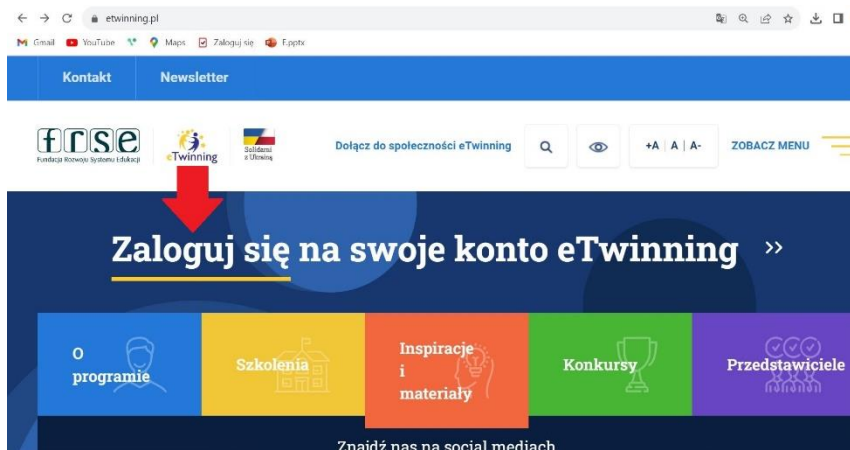 etwinning.pl
Gmail YouTube Maps Zaloguj się F.pptx
Kontakt Newsletter
frse
Fundacja Rozwoju Systemu Edukacji
eTwinning
Solidarni
z Ukrainą
Dołącz do społeczności eTwinning
+A | A | A-
ZOBACZ MENU
Zaloguj się na swoje konto eTwinning >>
O
programie
Szkolenia
Inspiracje
i
materiały
Konkursy
Przedstawiciele
Znajdź nas na social mediach